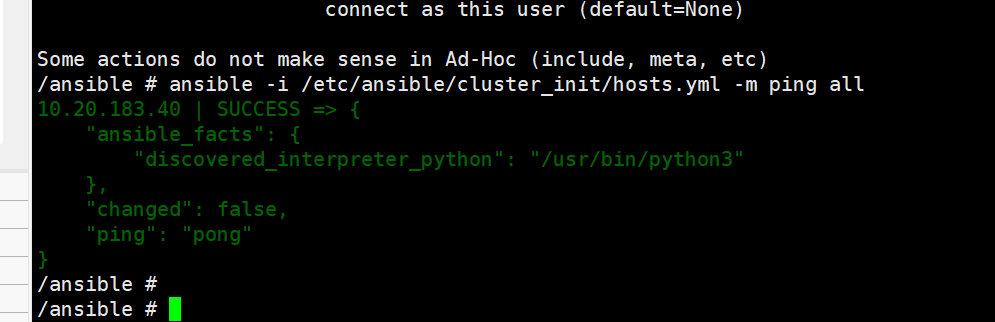 connect as this user (default=None)
Some actions do not make sense in Ad-Hoc (include, meta, etc)
/ansible # ansible -i /etc/ansible/cluster_init/hosts.yml -m ping all
10.20.183.40 | SUCCESS => {
    "ansible_facts": {
        "discovered_interpreter_python": "/usr/bin/python3"
    },
    "changed": false,
    "ping": "pong"
}
/ansible #
/ansible #